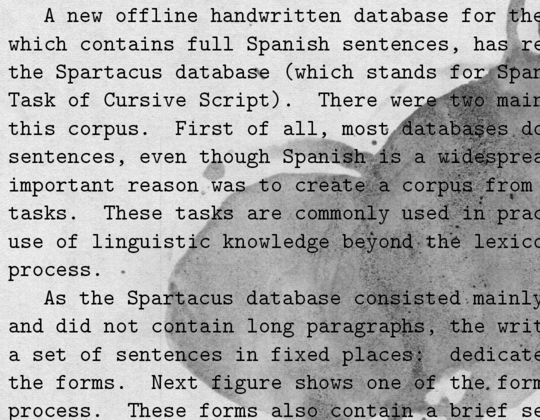 A new offline handwritten database for the
which contains full Spanish sentences, has re
the Spartacus database (which stands for Span
Task of Cursive Script). There were two main
this corpus. First of all, most databases do
sentences, even though Spanish is a widesprea
important reason was to create a corpus from
tasks. These tasks are commonly used in prac
use of linguistic knowledge beyond the lexico
process.
As the Spartacus database consisted mainly
and did not contain long paragraphs, the writ
a set of sentences in fixed places: dedicate
the forms. Next figure shows one of the form
process. These forms also contain a brief se